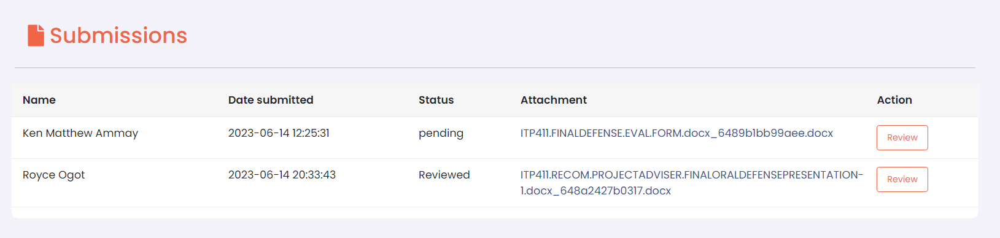 Submissions
Name Date submitted Status Attachment Action
Ken Matthew Ammay 2023-06-14 12:25:31 pending ITP411.FINALDEFENSE.EVAL.FORM.docx_6489b1bb99aee.docx Review
Royce Ogot 2023-06-14 20:33:43 Reviewed ITP411.RECOM.PROJECTADVISER.FINALORALDEFENSEPRESENTATION- Review
1.docx_648a2427b0317.docx